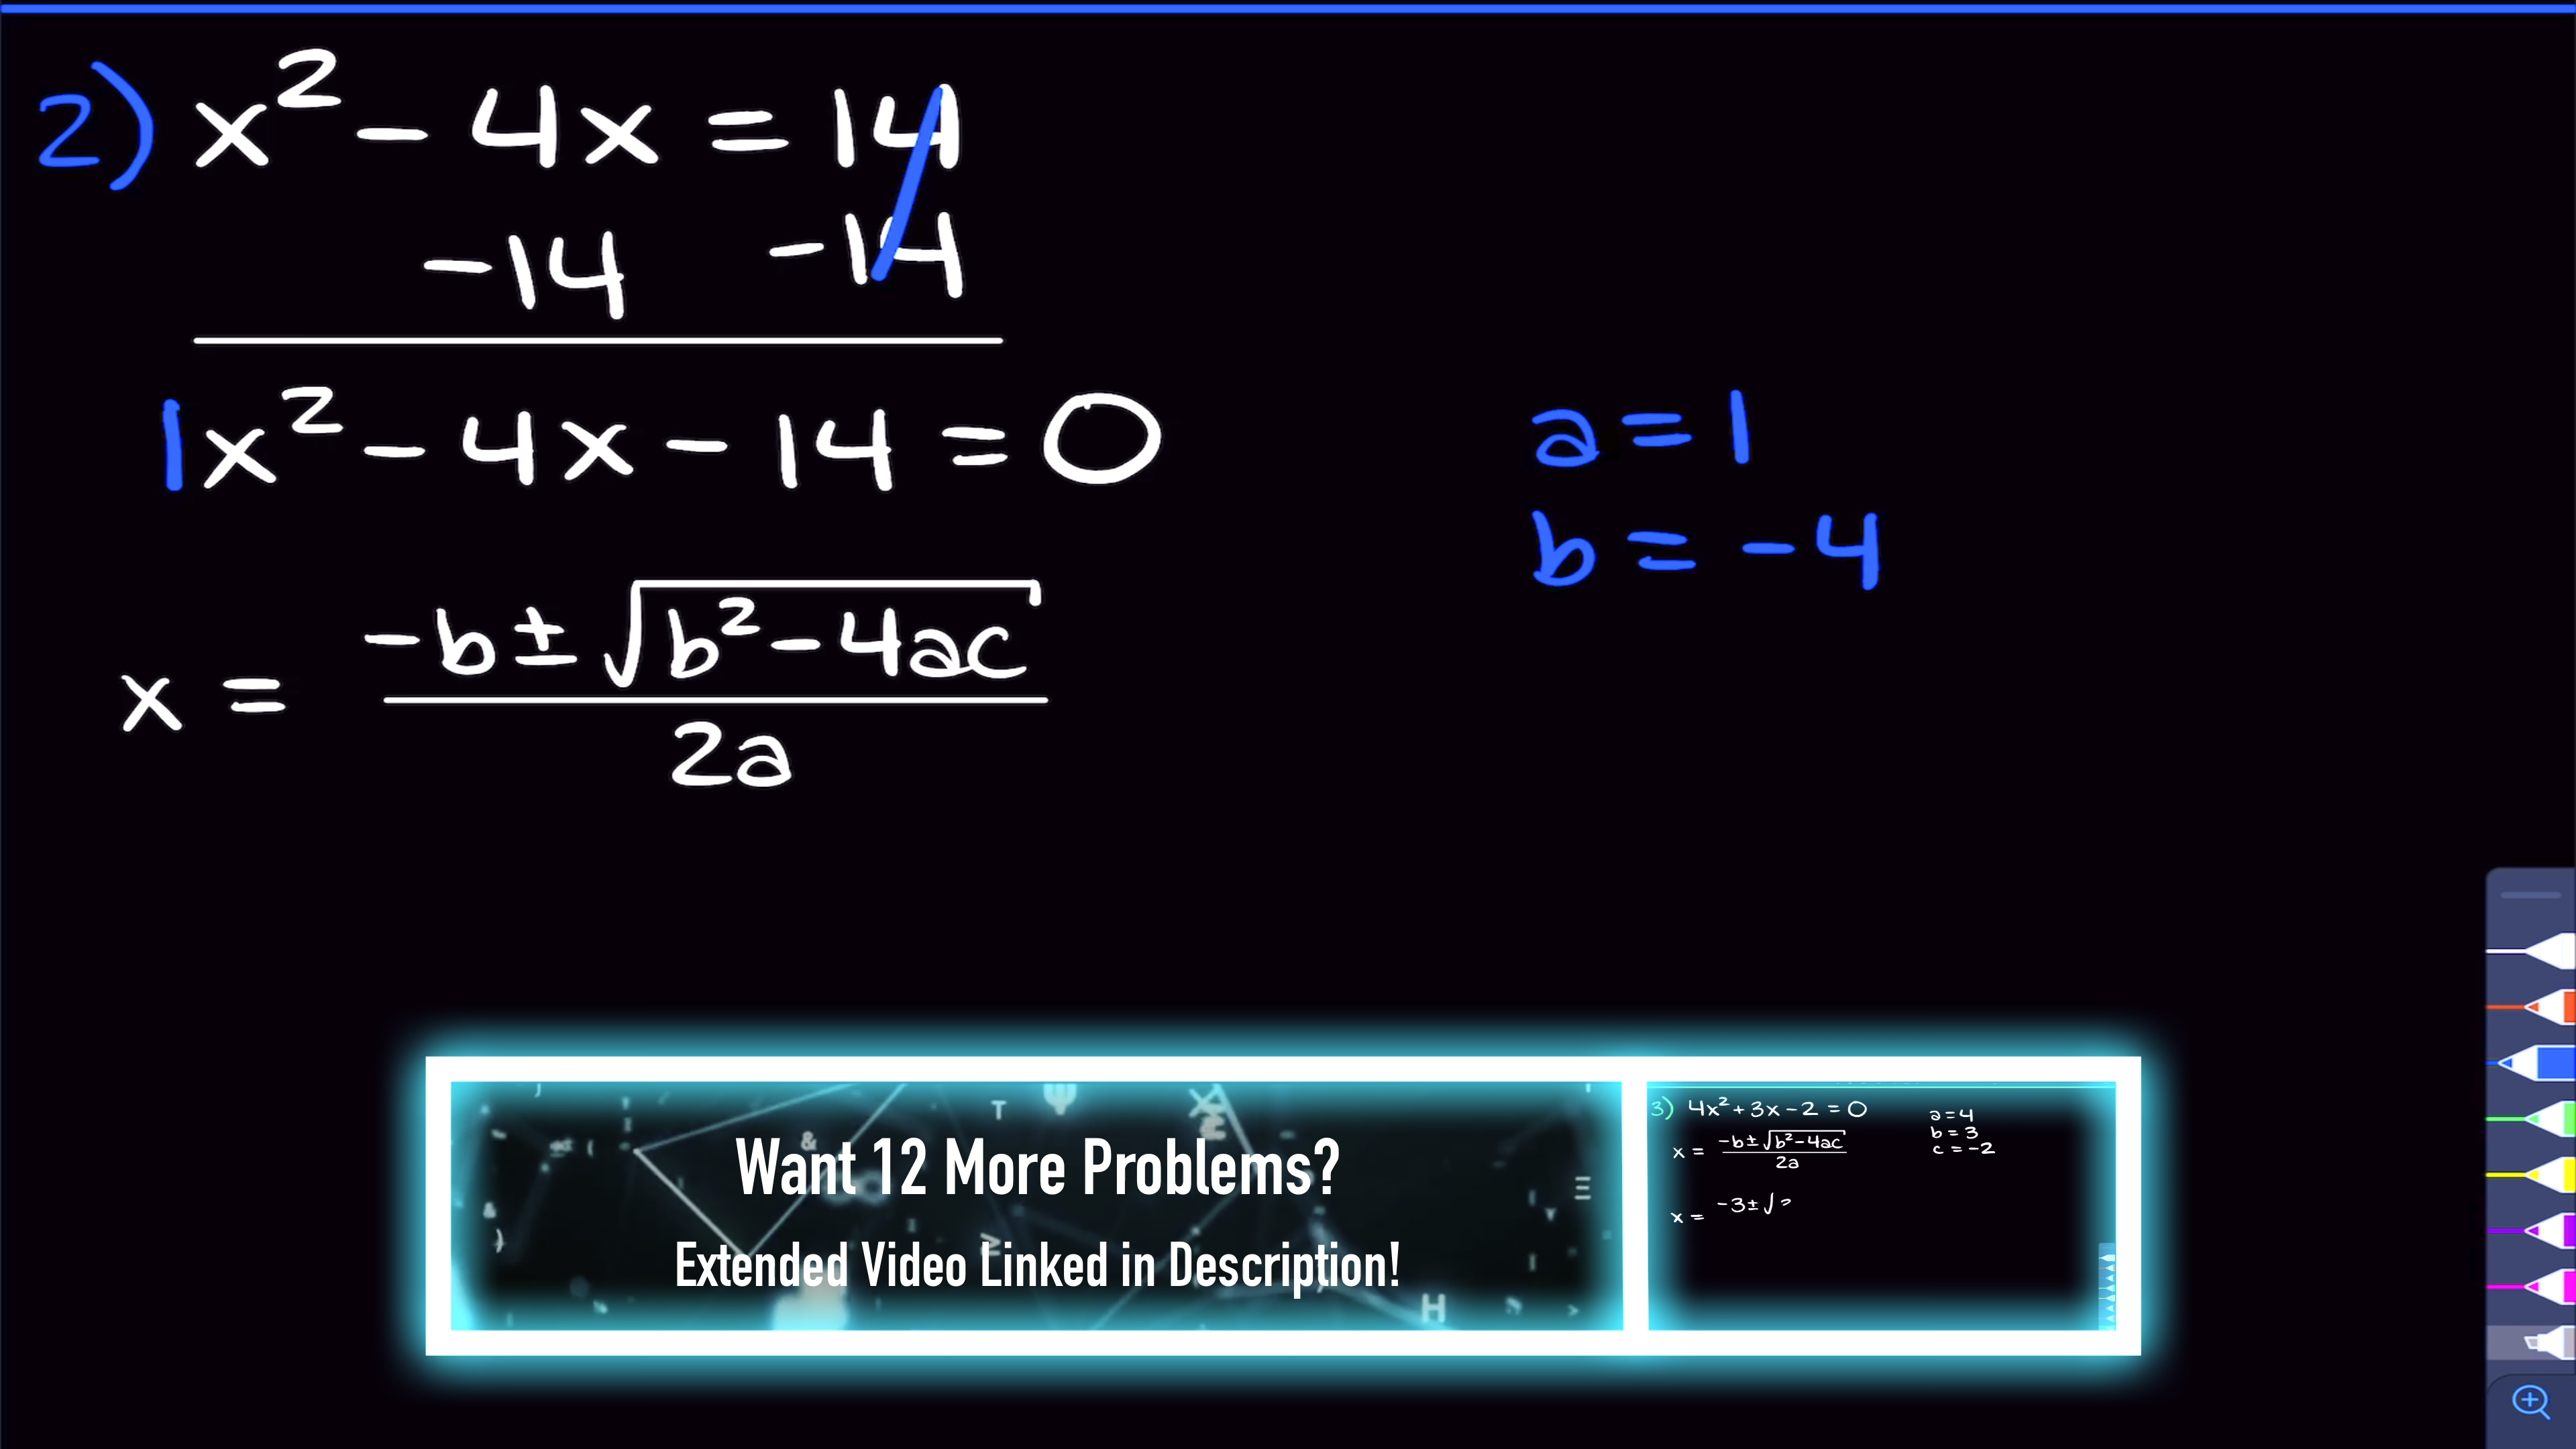 2) x² - 4x = 14
-14 -14
1x² - 4x - 14 = 0
a = 1
b = -4
x = (-b ± √(b² - 4ac)) / 2a
Want 12 More Problems?
Extended Video Linked in Description!
3) 4x² + 3x - 2 = 0
a = 4
b = 3
c = -2
x = (-b ± √(b² - 4ac)) / 2a
x = -3 ± √